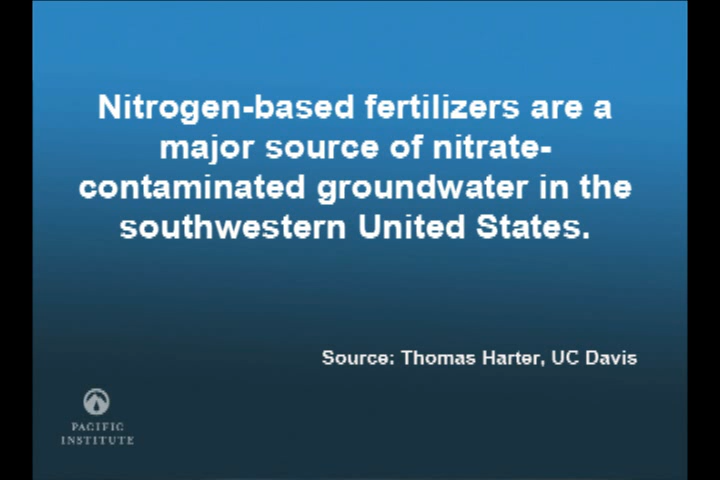 Nitrogen-based fertilizers are a
major source of nitrate-
contaminated groundwater in the
southwestern United States.
Source: Thomas Harter, UC Davis
PACIFIC
INSTITUTE